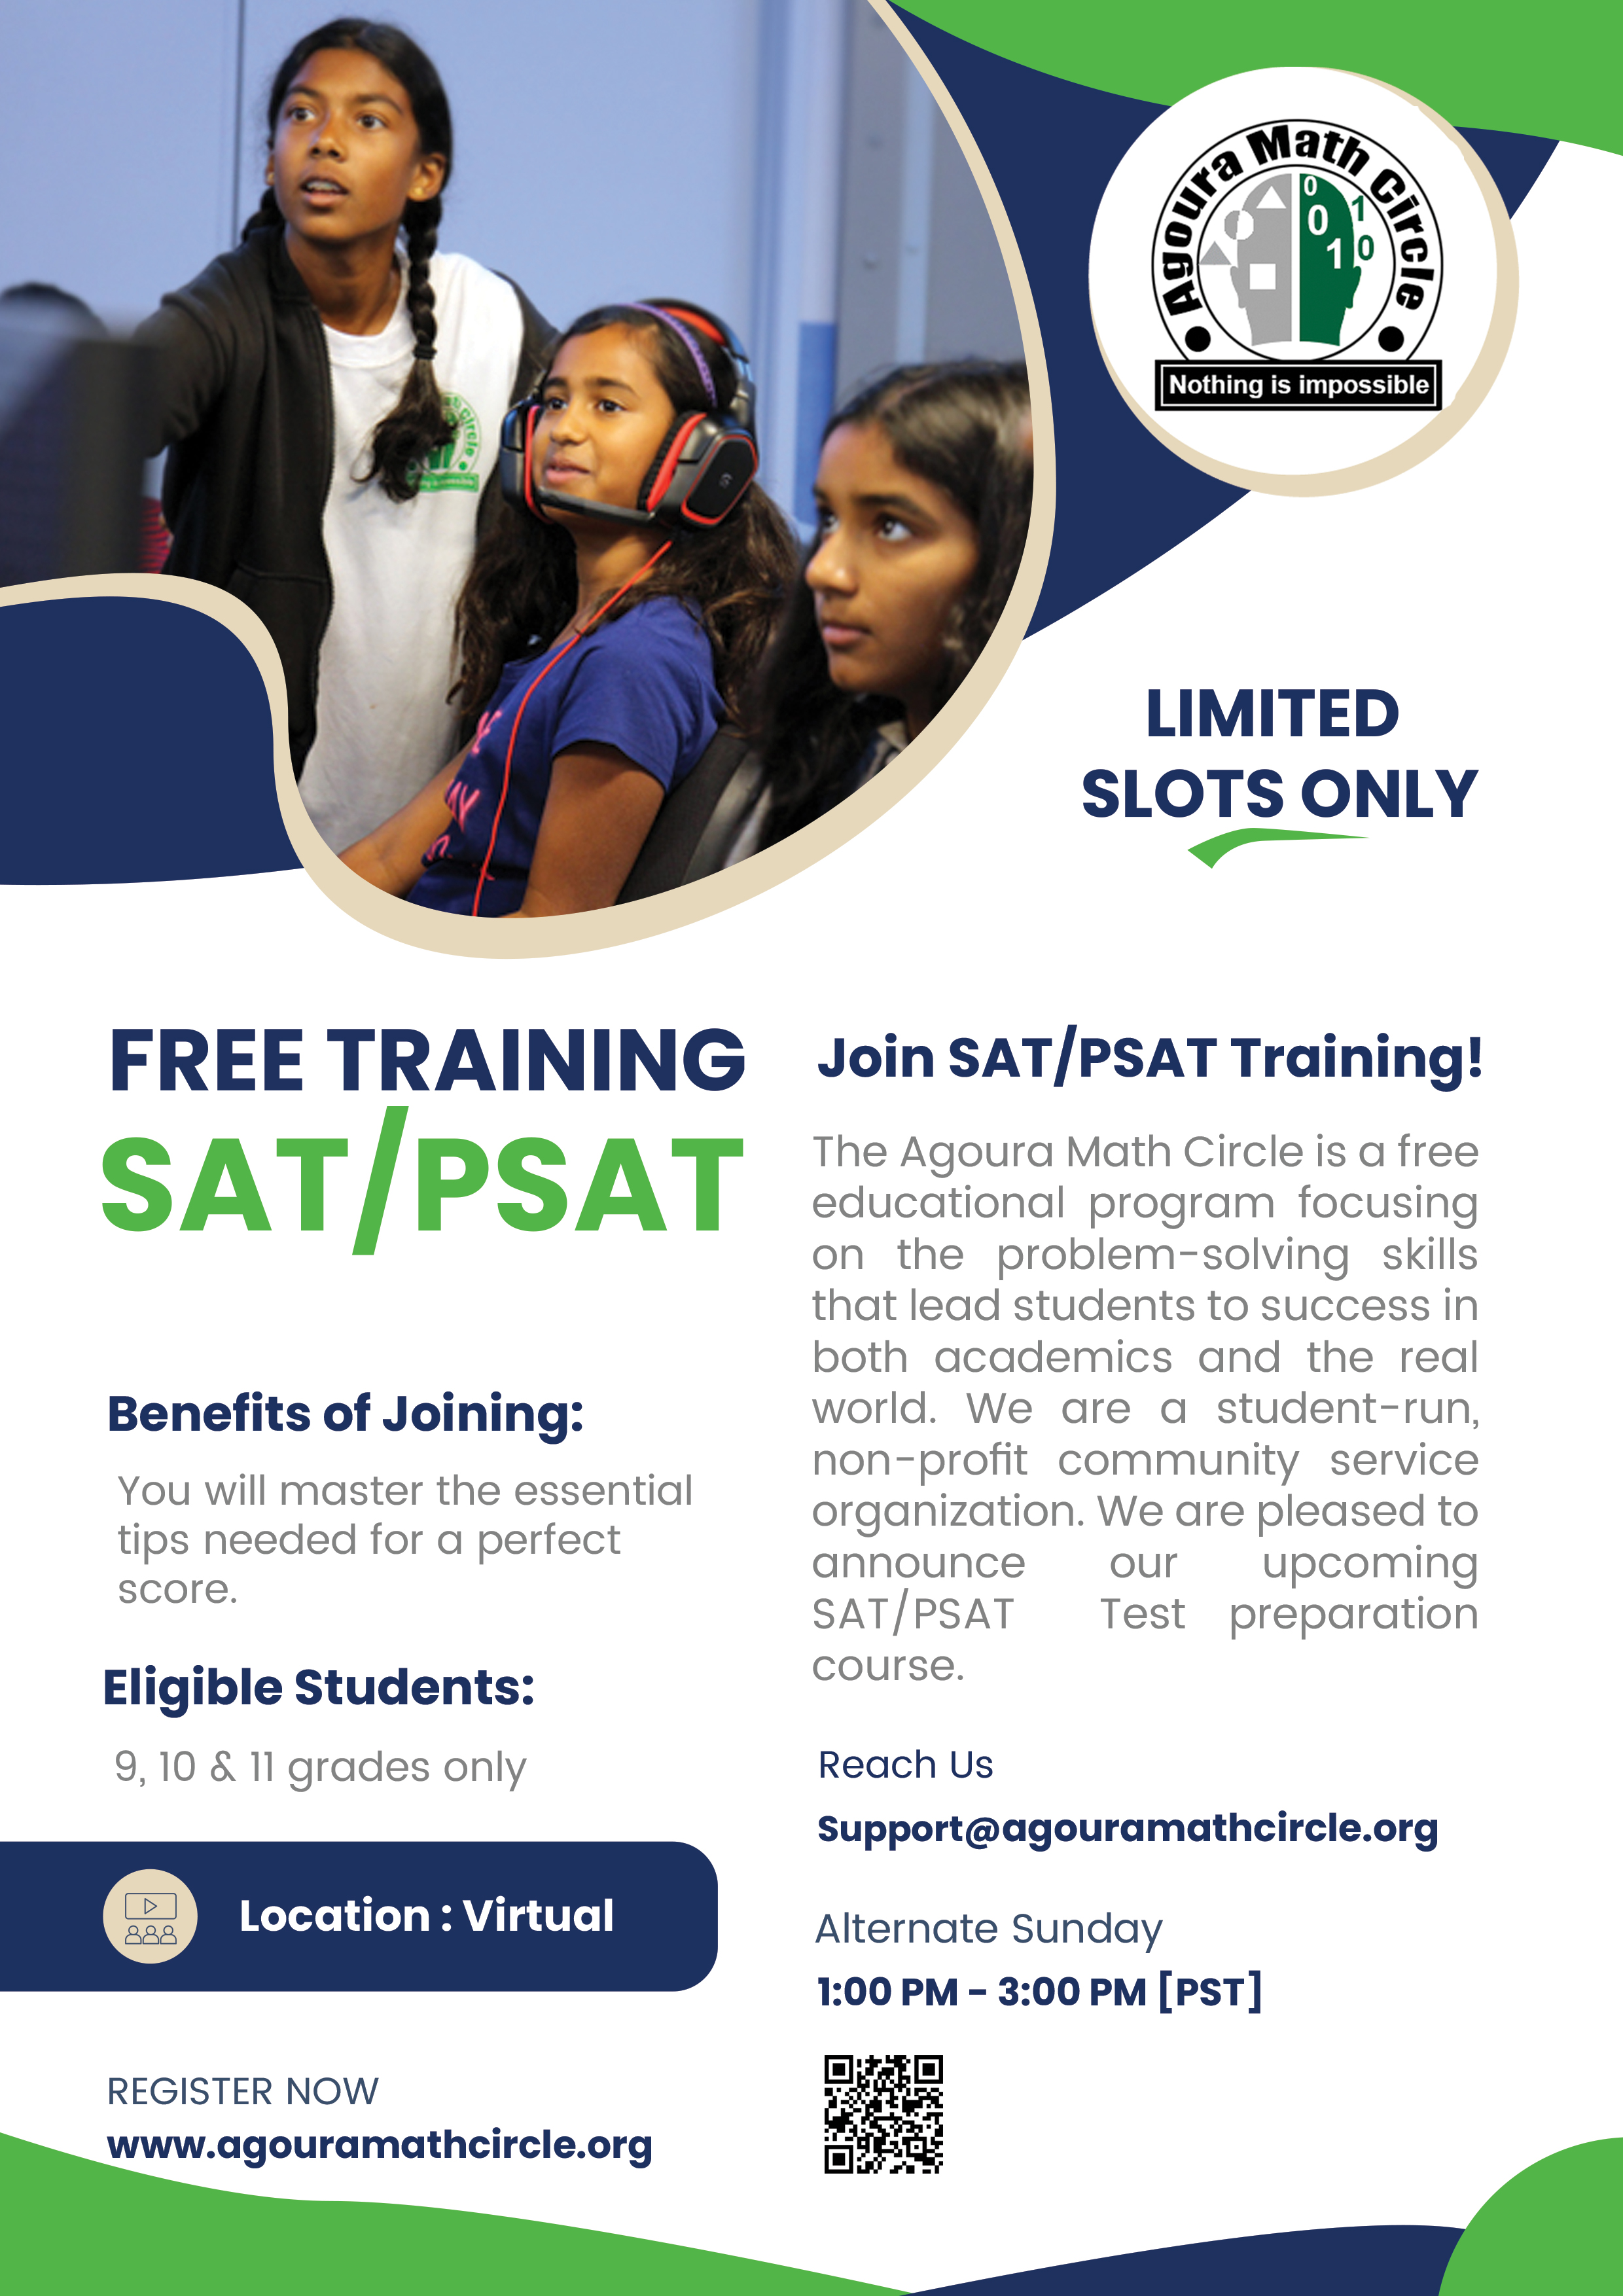 Agoura Math Circle
0
0 1
1 0
Nothing is impossible
LIMITED
SLOTS ONLY
FREE TRAINING
SAT/PSAT
Benefits of Joining:
You will master the essential
tips needed for a perfect
score.
Eligible Students:
9, 10 & 11 grades only
Location : Virtual
REGISTER NOW
www.agouramathcircle.org
Join SAT/PSAT Training!
The Agoura Math Circle is a free
educational program focusing
on the problem-solving skills
that lead students to success in
both academics and the real
world. We are a student-run,
non-profit community service
organization. We are pleased to
announce our upcoming
SAT/PSAT Test preparation
course.
Reach Us
Support@agouramathcircle.org
Alternate Sunday
1:00 PM - 3:00 PM [PST]